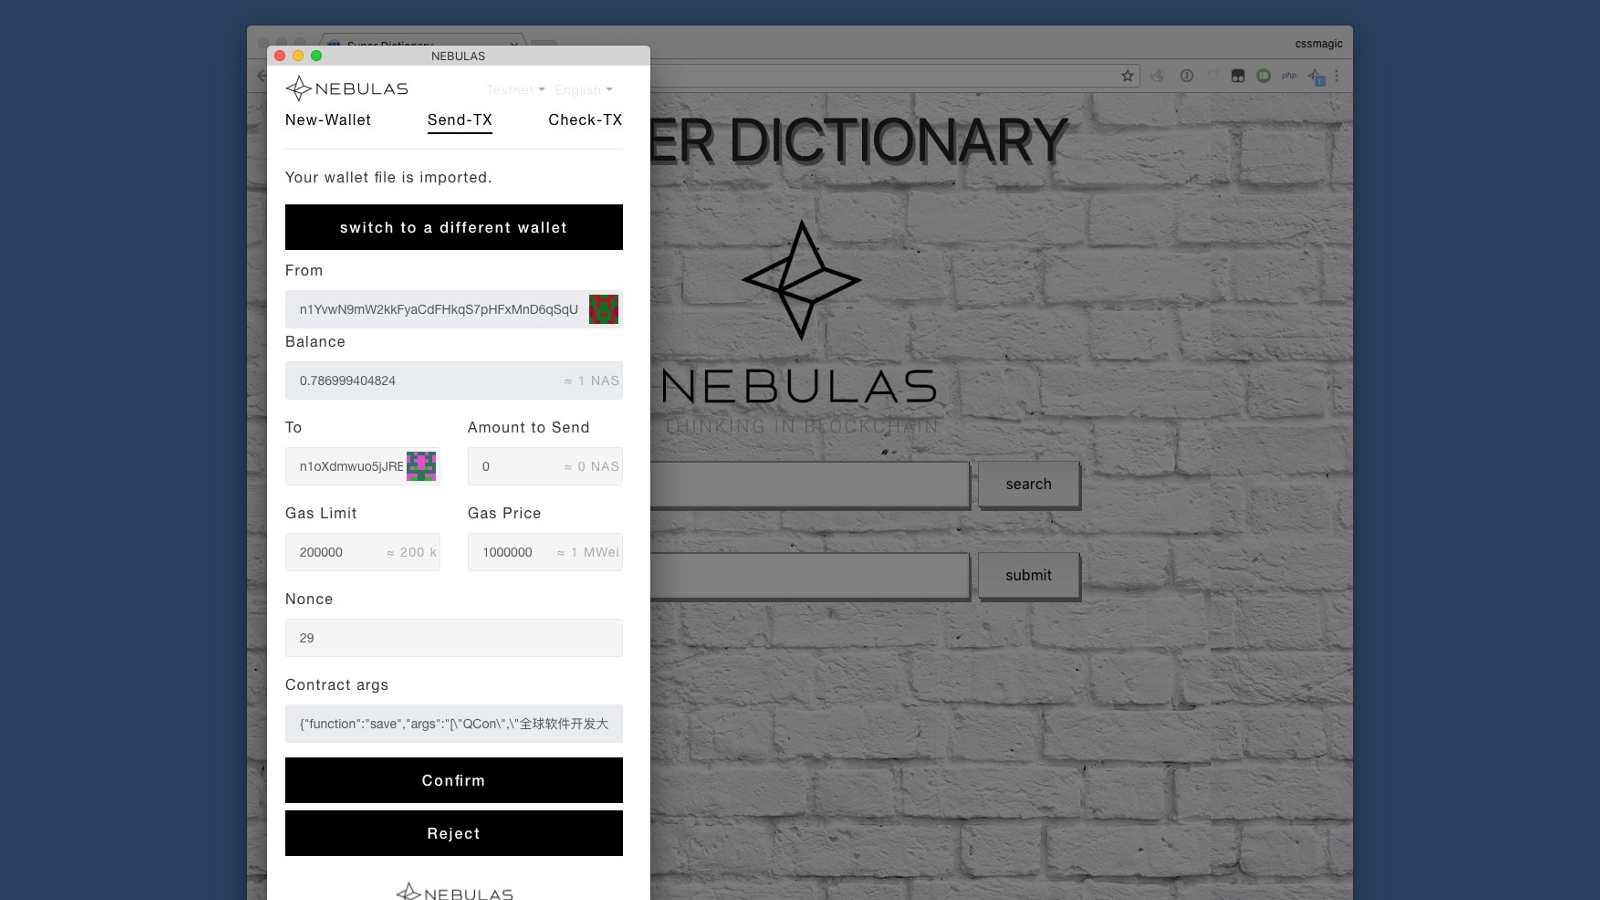 cssmagic
php
1
NEBULAS
NEBULAS
Testnet
English
New-Wallet
Send-TX
Check-TX
Your wallet file is imported.
switch to a different wallet
From
n1YvwN9mW2kkFyaCdFHkqS7pHFxMnD6qSqU
Balance
0.786999404824
≈ 1 NAS
To
Amount to Send
n1oXdmwuo5jJRE
0
≈ 0 NAS
Gas Limit
Gas Price
200000
≈ 200 k
1000000
≈ 1 MWei
Nonce
29
Contract args
{"function":"save","args":"[\"QCon\",\"全球软件开发大
Confirm
Reject
NEBULAS
ER DICTIONARY
NEBULAS
THINKING IN BLOCKCHAIN
search
submit